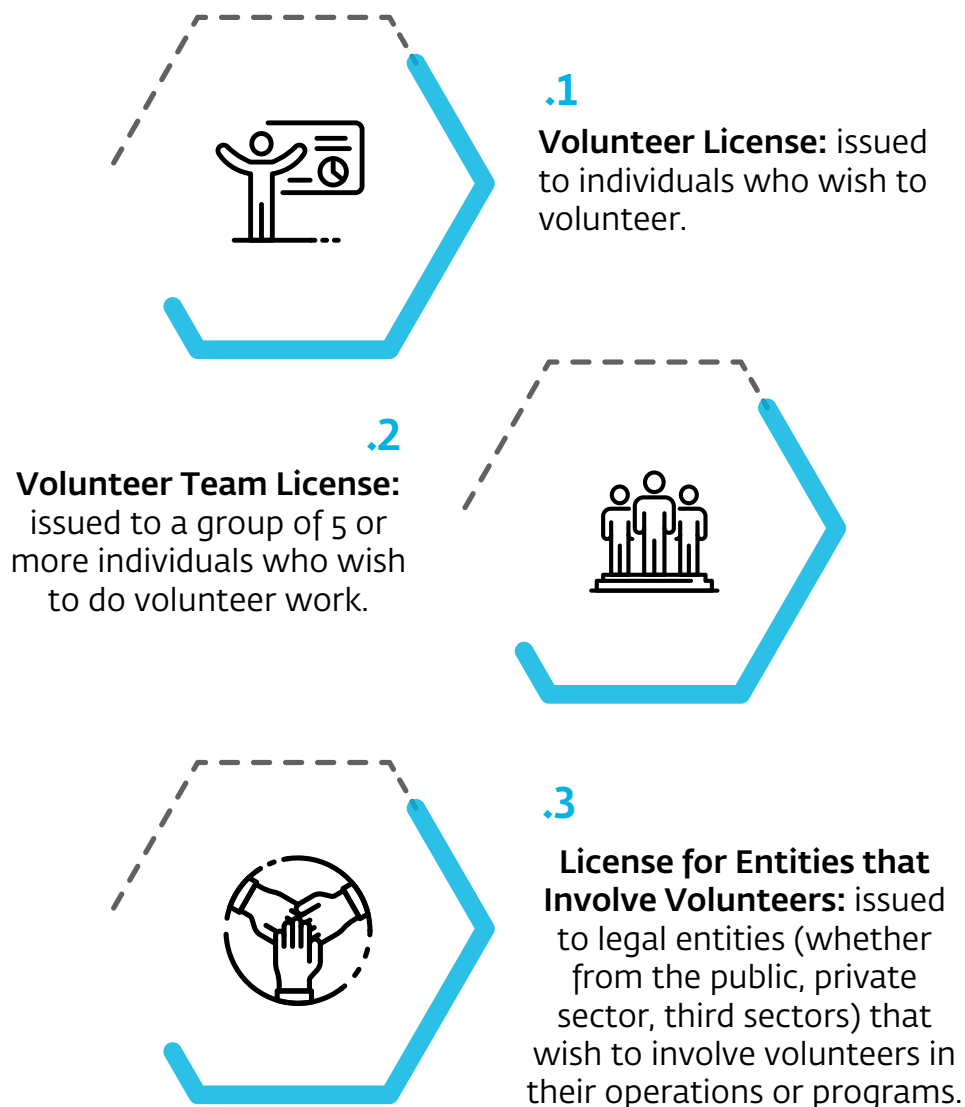 .1
Volunteer License: issued
to individuals who wish to
volunteer.
.2
Volunteer Team License:
issued to a group of 5 or
more individuals who wish
to do volunteer work.
.3
License for Entities that
Involve Volunteers: issued
to legal entities (whether
from the public, private
sector, third sectors) that
wish to involve volunteers in
their operations or programs.